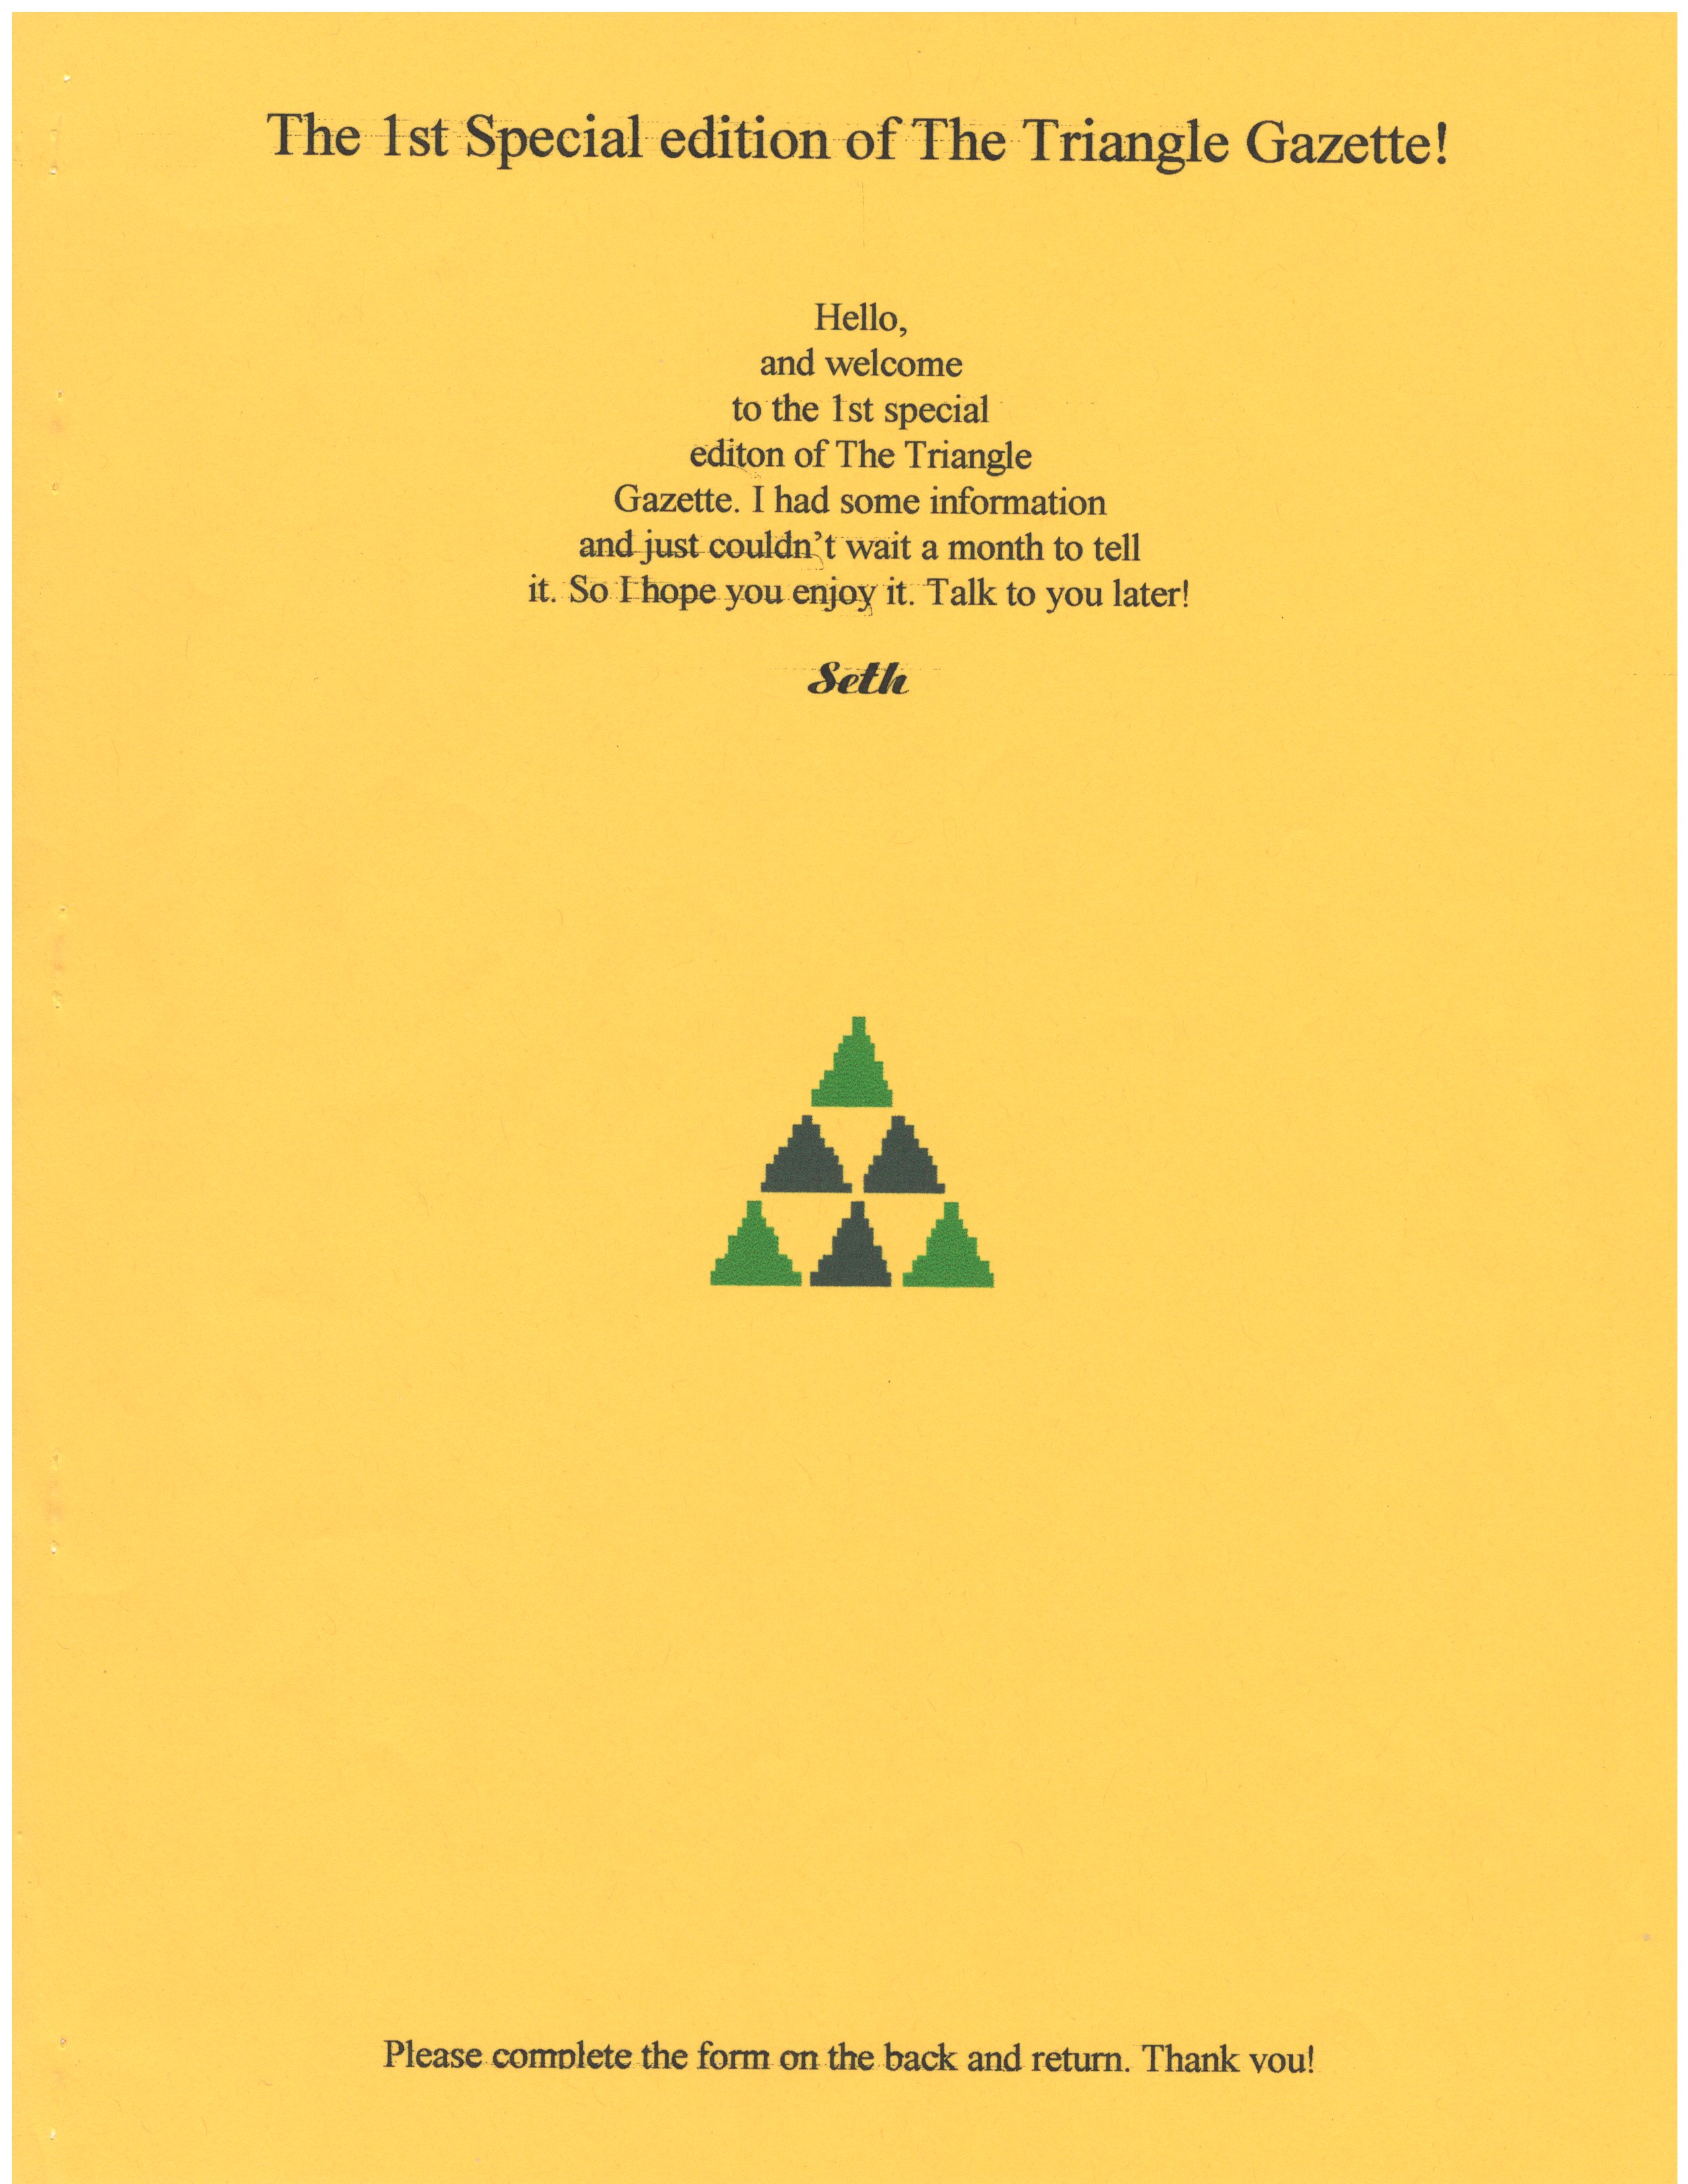 The 1st Special edition of The Triangle Gazette!
Hello,
and welcome
to the 1st special
editon of The Triangle
Gazette. I had some information
and just couldn't wait a month to tell
it. So I hope you enjoy it. Talk to you later!
Seth
Please complete the form on the back and return. Thank you!